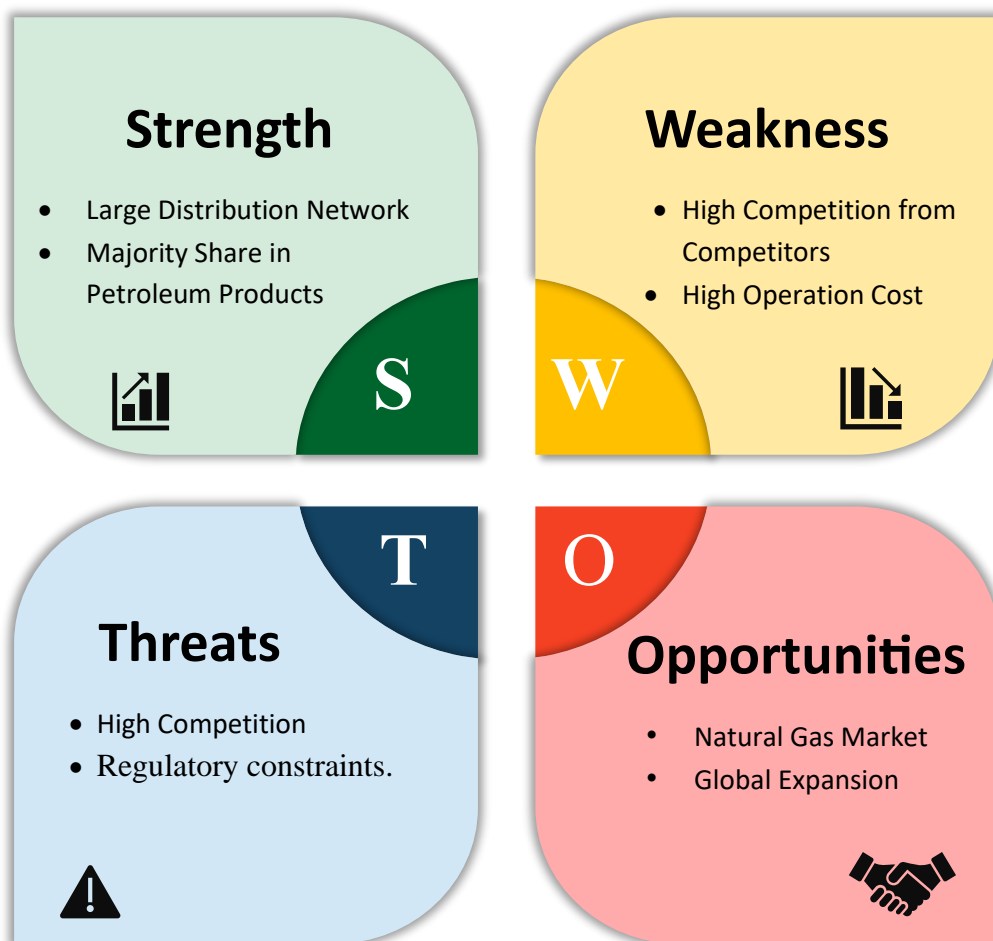 Strength
• Large Distribution Network
• Majority Share in
Petroleum Products
S
Weakness
• High Competition from
Competitors
• High Operation Cost
W
T
Threats
• High Competition
• Regulatory constraints.
O
Opportunities
• Natural Gas Market
• Global Expansion